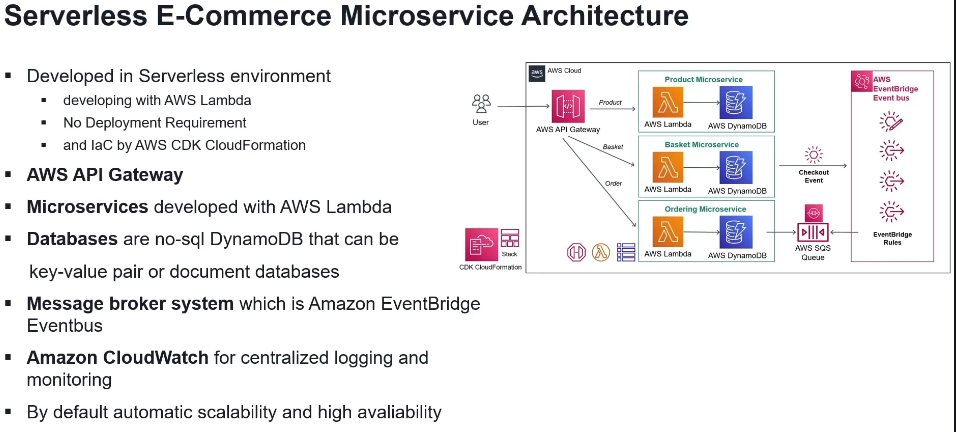 Serverless E-Commerce Microservice Architecture
Developed in Serverless environment
developing with AWS Lambda
No Deployment Requirement
and IaC by AWS CDK CloudFormation
AWS API Gateway
Microservices developed with AWS Lambda
Databases are no-sql DynamoDB that can be
key-value pair or document databases
Message broker system which is Amazon EventBridge
Eventbus
Amazon CloudWatch for centralized logging and
monitoring
By default automatic scalability and high avaliability
aws
AWS Cloud
User
AWS API Gateway
Product
Basket
Order
Product Microservice
AWS Lambda
AWS DynamoDB
Basket Microservice
AWS Lambda
AWS DynamoDB
Ordering Microservice
AWS Lambda
AWS DynamoDB
Checkout
Event
AWS SQS
Queue
AWS
EventBridge
Event bus
EventBridge
Rules
Stack
CDK CloudFormation